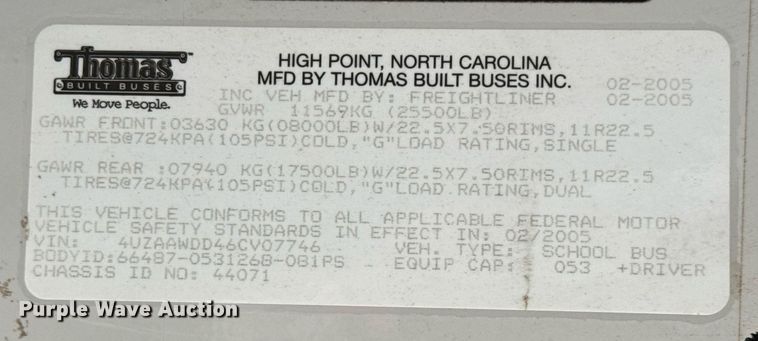 Thomas
BUILT BUSES
We Move People.
HIGH POINT, NORTH CAROLINA
MFD BY THOMAS BUILT BUSES INC. 02-2005
INC VEH MFD BY: FREIGHTLINER 02-2005
GVWR 11569KG (25500LB)
GAWR FRONT:03630 KG(08000LB)W/22.5X7.50RIMS,11R22.5
TIRES@724KPA(105PSI)COLD,"G"LOAD RATING,SINGLE
GAWR REAR :07940 KG(17500LB)W/22.5X7.50RIMS,11R22.5
TIRES@724KPA(105PSI)COLD,"G"LOAD RATING,DUAL
THIS VEHICLE CONFORMS TO ALL APPLICABLE FEDERAL MOTOR
VEHICLE SAFETY STANDARDS IN EFFECT IN: 02/2005
VIN: 4UZAAWDD46CV07746 VEH. TYPE: SCHOOL BUS
BODYID:66487-0531268-081PS EQUIP CAP: 053 +DRIVER
CHASSIS ID NO: 44071
Purple Wave Auction